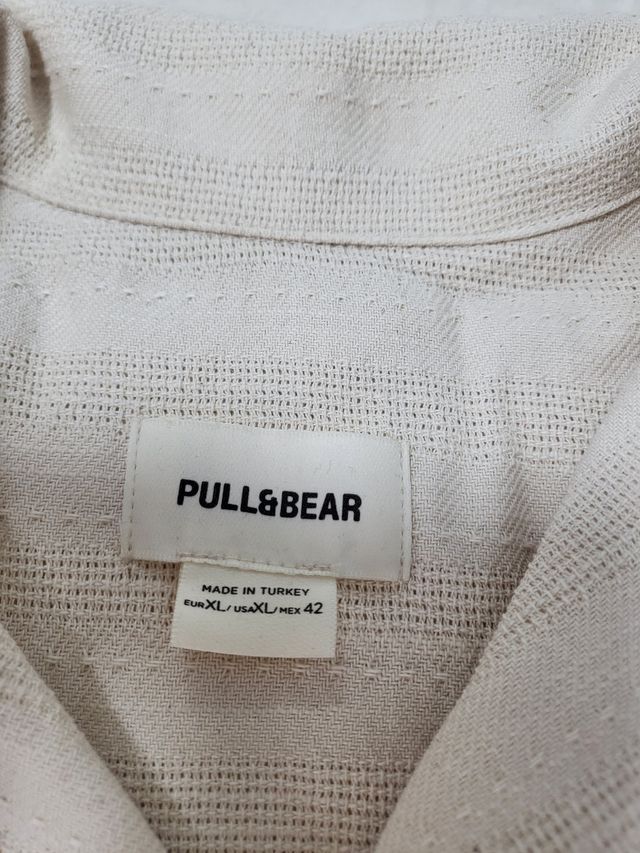 PULL&BEAR
MADE IN TURKEY
EUR XL/ USA XL/ MEX 42